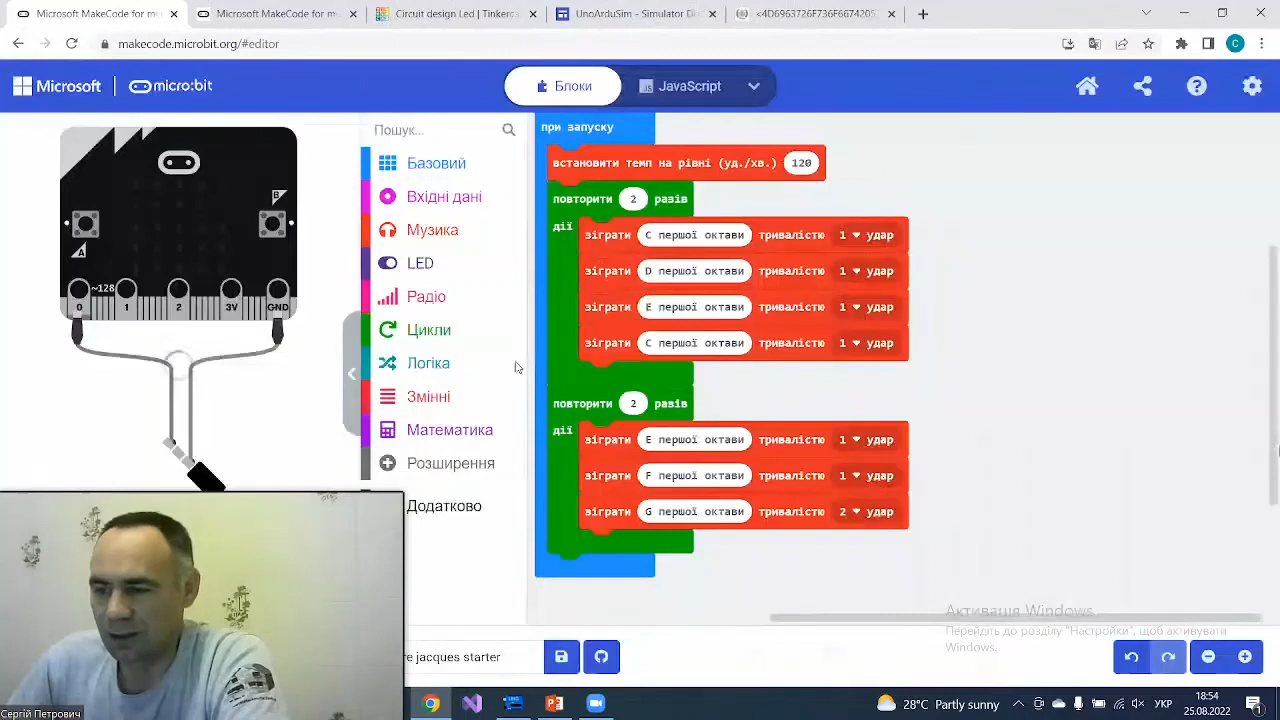 Microsoft MakeCode for m
Microsoft MakeCode for m
Circuit design Led | Tinkerca
UnoArduSim - Simulator Do
<4D6963726F736F6674205
makecode.microbit.org/#editor
C
Microsoft
micro:bit
Блоки
JavaScript
Пошук...
Базовий
Вхідні дані
Музика
LED
Радіо
Цикли
Логіка
Змінні
Математика
Розширення
Додатково
A
B
~128
0
1
2
3V
GND
при запуску
встановити темп на рівні (уд./хв.) 120
повторити 2 разів
дії
зіграти C першої октави тривалістю 1 удар
зіграти D першої октави тривалістю 1 удар
зіграти E першої октави тривалістю 1 удар
зіграти C першої октави тривалістю 1 удар
повторити 2 разів
дії
зіграти E першої октави тривалістю 1 удар
зіграти F першої октави тривалістю 1 удар
зіграти G першої октави тривалістю 2 удар
Активація Windows
Перейдіть до розділу "Настройки", щоб активувати
Windows.
re jacques starter
Сергій Петрович
28°C Partly sunny
УКР
18:54
25.08.2022